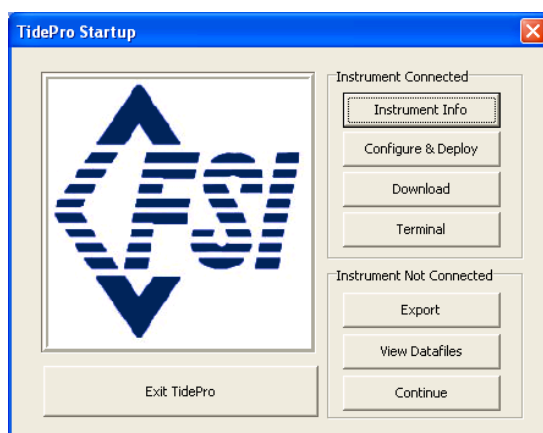 TidePro Startup
FSI
Instrument Connected
Instrument Info
Configure & Deploy
Download
Terminal
Instrument Not Connected
Export
View Datafiles
Continue
Exit TidePro